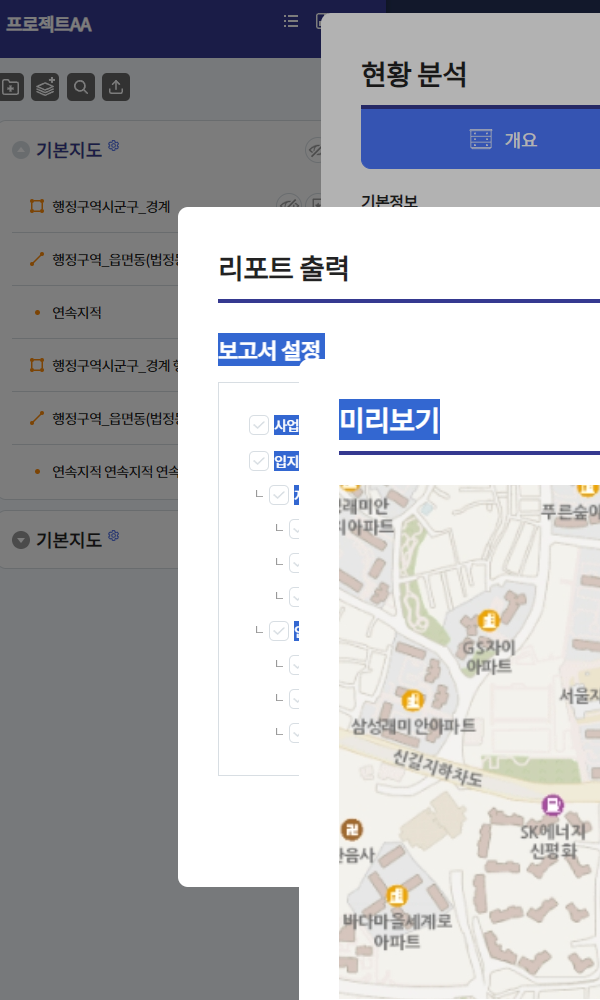 프로젝트AA
현황 분석
개요
기본정보
기본지도
행정구역시군구_경계
행정구역_읍면동(법정동
연속지적
행정구역시군구_경계
행정구역_읍면동(법정동
연속지적 연속지적 연속
기본지도
리포트 출력
보고서 설정
사업
입지
미리보기
래미안
아파트
푸른숲이
GS자이
아파트
서울지
삼성래미안아파트
신길지하차도
SK에너지
신평화
음사
바다마을세계로
아파트